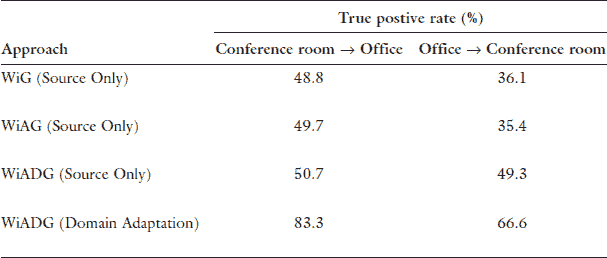 True postive rate (%)
Approach Conference room → Office Office → Conference room
WiG (Source Only) 48.8 36.1
WiAG (Source Only) 49.7 35.4
WiADG (Source Only) 50.7 49.3
WiADG (Domain Adaptation) 83.3 66.6